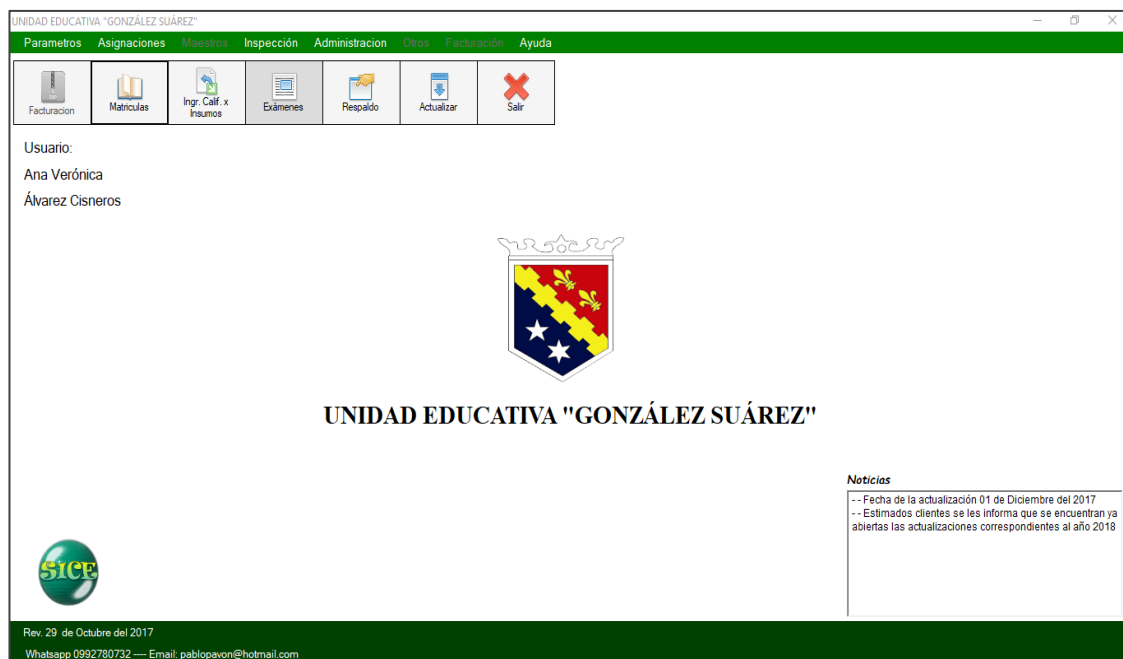 UNIDAD EDUCATIVA "GONZÁLEZ SUÁREZ"
Parametros Asignaciones Maestros Inspección Administracion Otros Facturación Ayuda
Facturacion
Matriculas
Ingr. Calif. x
Insumos
Exàmenes
Respaldo
Actualizar
Salir
Usuario:
Ana Verónica
Álvarez Cisneros
UNIDAD EDUCATIVA "GONZÁLEZ SUÁREZ"
Noticias
- - Fecha de la actualización 01 de Diciembre del 2017
- - Estimados clientes se les informa que se encuentran ya
abiertas las actualizaciones correspondientes al año 2018
SICE
Rev. 29 de Octubre del 2017
Whatsapp 0992780732 ---- Email: pablopavon@hotmail.com